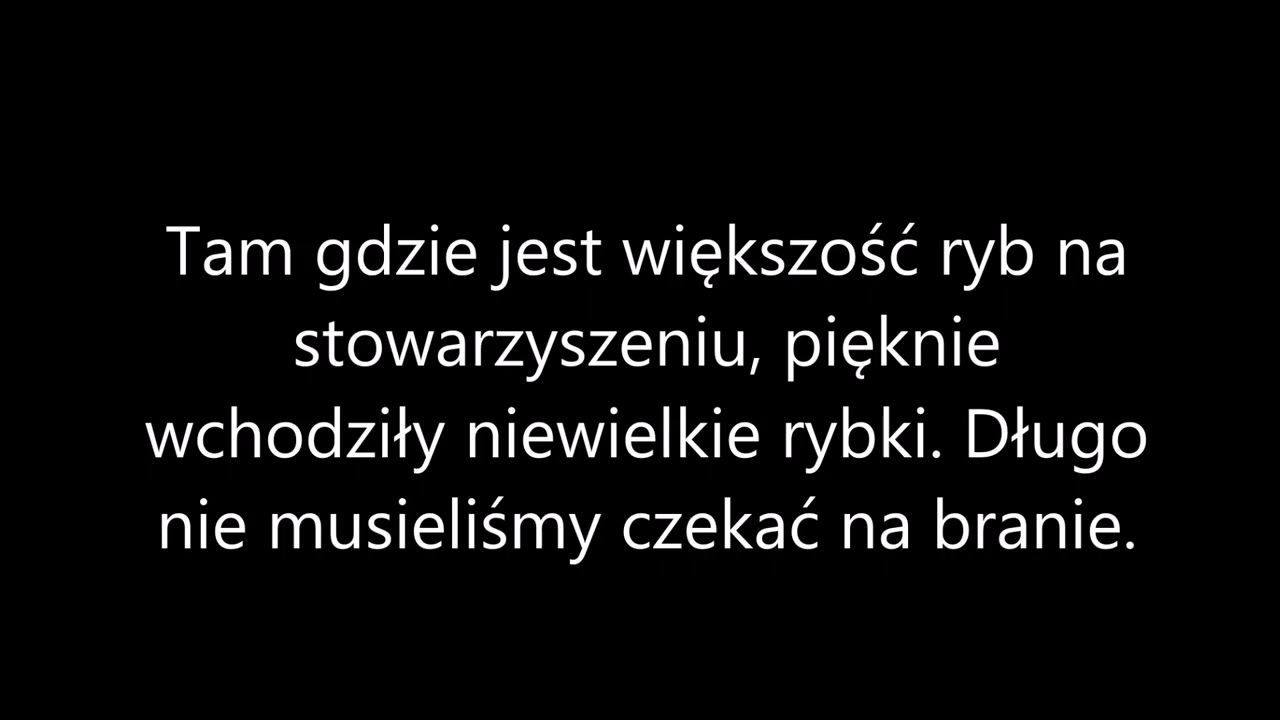 Tam gdzie jest większość ryb na
stowarzyszeniu, pięknie
wchodziły niewielkie rybki. Długo
nie musieliśmy czekać na branie.